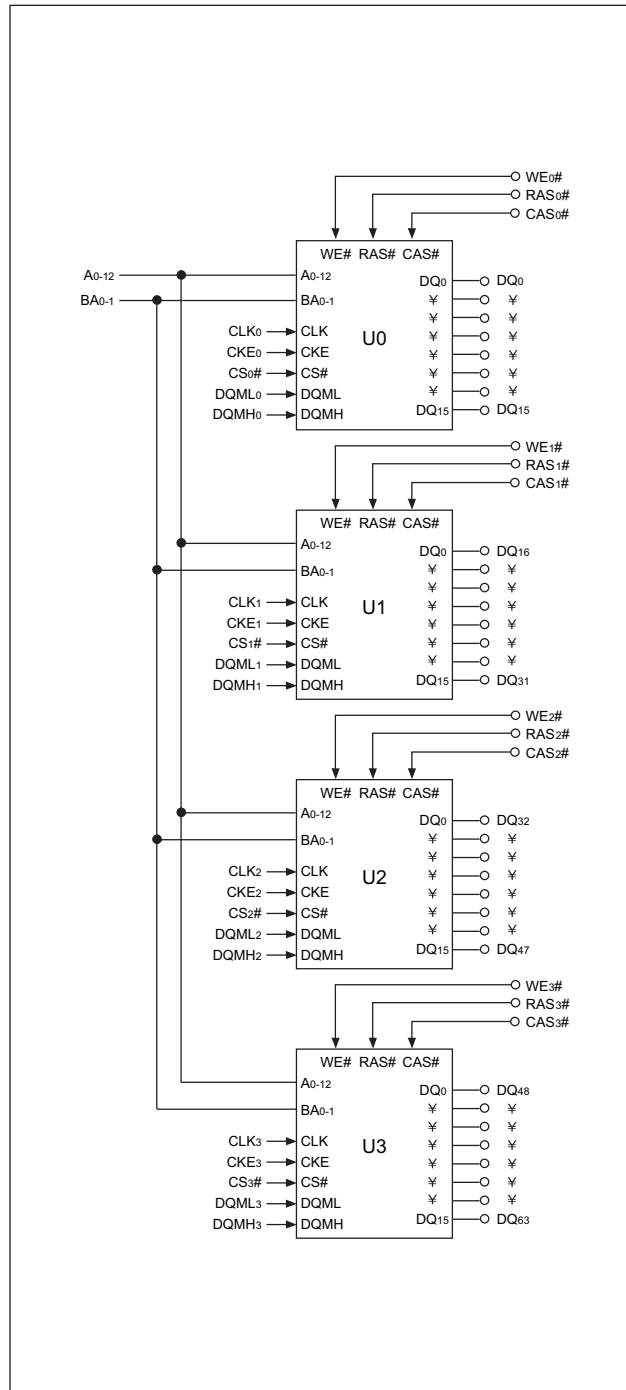 WE0#
RAS0#
CAS0#
WE# RAS# CAS#
A0-12 A0-12 DQ0 DQ0
BA0-1 BA0-1 ¥ ¥
¥ ¥
CLK0 CLK ¥ ¥
CKE0 CKE U0 ¥ ¥
CS0# CS# ¥ ¥
DQML0 DQML ¥ ¥
DQMH0 DQMH DQ15 DQ15
WE1#
RAS1#
CAS1#
WE# RAS# CAS#
A0-12 DQ0 DQ16
BA0-1 ¥ ¥
¥ ¥
CLK1 CLK ¥ ¥
CKE1 CKE U1 ¥ ¥
CS1# CS# ¥ ¥
DQML1 DQML ¥ ¥
DQMH1 DQMH DQ15 DQ31
WE2#
RAS2#
CAS2#
WE# RAS# CAS#
A0-12 DQ0 DQ32
BA0-1 ¥ ¥
¥ ¥
CLK2 CLK ¥ ¥
CKE2 CKE U2 ¥ ¥
CS2# CS# ¥ ¥
DQML2 DQML ¥ ¥
DQMH2 DQMH DQ15 DQ47
WE3#
RAS3#
CAS3#
WE# RAS# CAS#
A0-12 DQ0 DQ48
BA0-1 ¥ ¥
¥ ¥
CLK3 CLK ¥ ¥
CKE3 CKE U3 ¥ ¥
CS3# CS# ¥ ¥
DQML3 DQML ¥ ¥
DQMH3 DQMH DQ15 DQ63